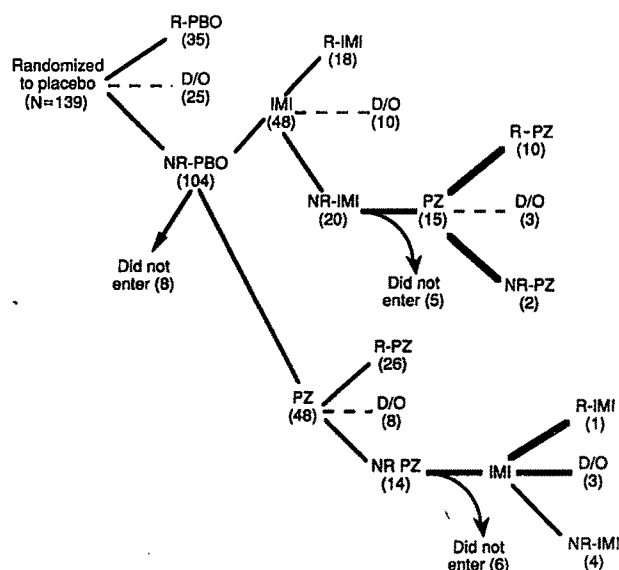 R-PBO
(35)
Randomized
to placebo
(N=139)
D/O
(25)
NR-PBO
(104)
Did not
enter (8)
IMI
(48)
R-IMI
(18)
D/O
(10)
NR-IMI
(20)
Did not
enter (5)
PZ
(15)
R-PZ
(10)
D/O
(3)
NR-PZ
(2)
PZ
(48)
R-PZ
(26)
D/O
(8)
NR PZ
(14)
Did not
enter (6)
IMI
R-IMI
(1)
D/O
(3)
NR-IMI
(4)